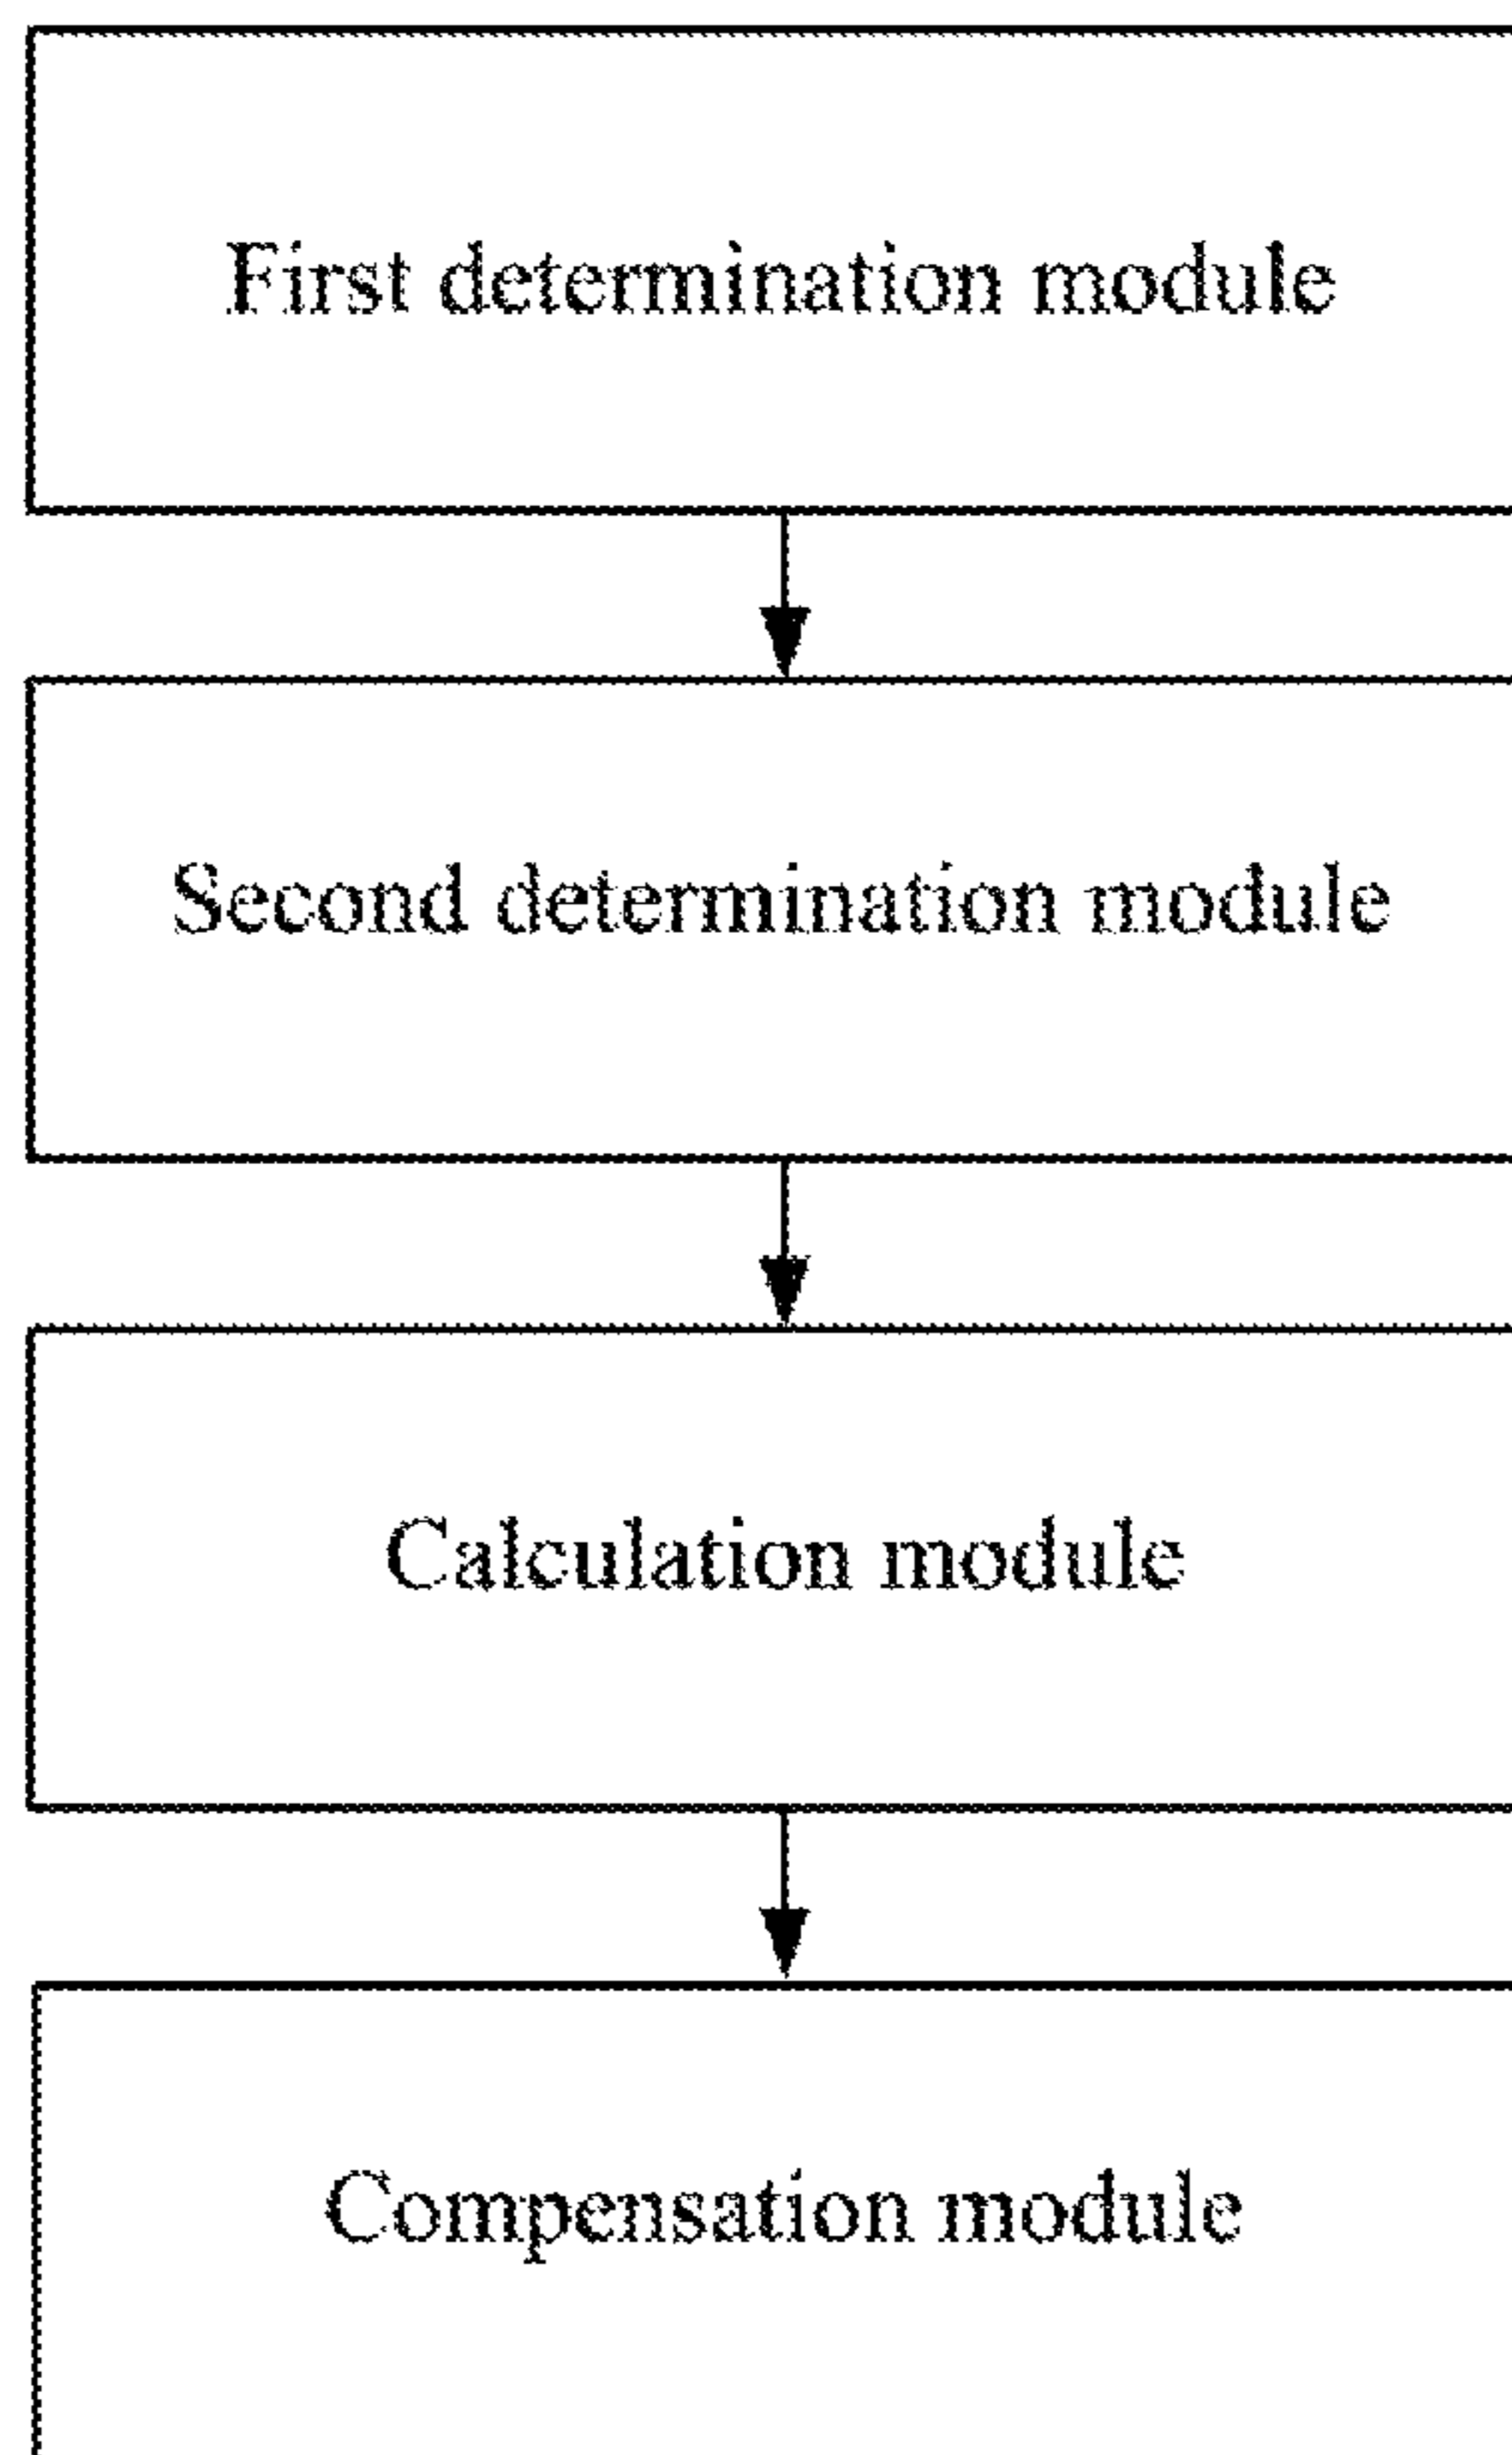 First determination module
Second determination module
Calculation module
Compensation module